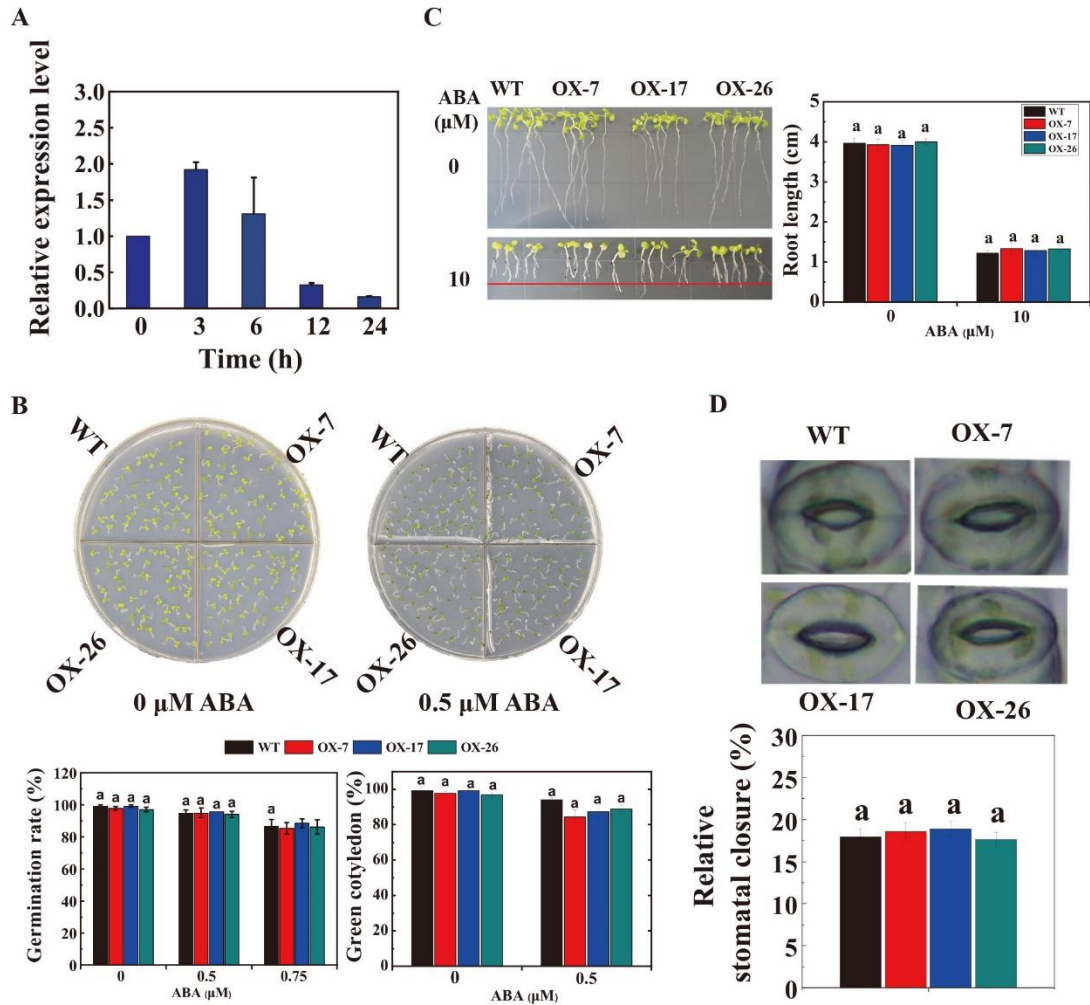 A
Relative expression level
3.0
2.5
2.0
1.5
1.0
0.5
0.0
0 3 6 12 24
Time (h)
C
ABA (μM)
WT OX-7 OX-17 OX-26
0
10
Root length (cm)
5
4
3
2
1
0
WT
OX-7
OX-17
OX-26
a a a a
a a a a
0 10
ABA (μM)
B
WT OX-7
OX-26 OX-17
0 μM ABA
WT OX-7
OX-26 OX-17
0.5 μM ABA
WT OX-7 OX-17 OX-26
Germination rate (%)
120
100
80
60
40
20
0
a a a a
a a a a
a a a a
0 0.5 0.75
ABA (μM)
Green cotyledon (%)
100
80
60
40
20
0
a a a a
a a a a
0 0.5
ABA (μM)
D
WT OX-7
OX-17 OX-26
Relative
stomatal closure (%)
30
25
20
15
10
5
0
a a a a